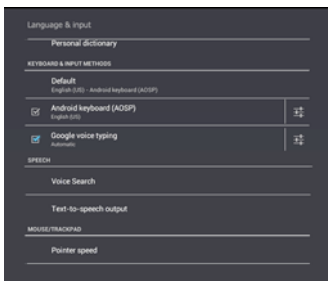 Language & input
Personal dictionary
KEYBOARD & INPUT METHODS
Default
English (US) - Android keyboard (AOSP)
Android keyboard (AOSP)
English (US)
Google voice typing
Automatic
SPEECH
Voice Search
Text-to-speech output
MOUSE/TRACKPAD
Pointer speed